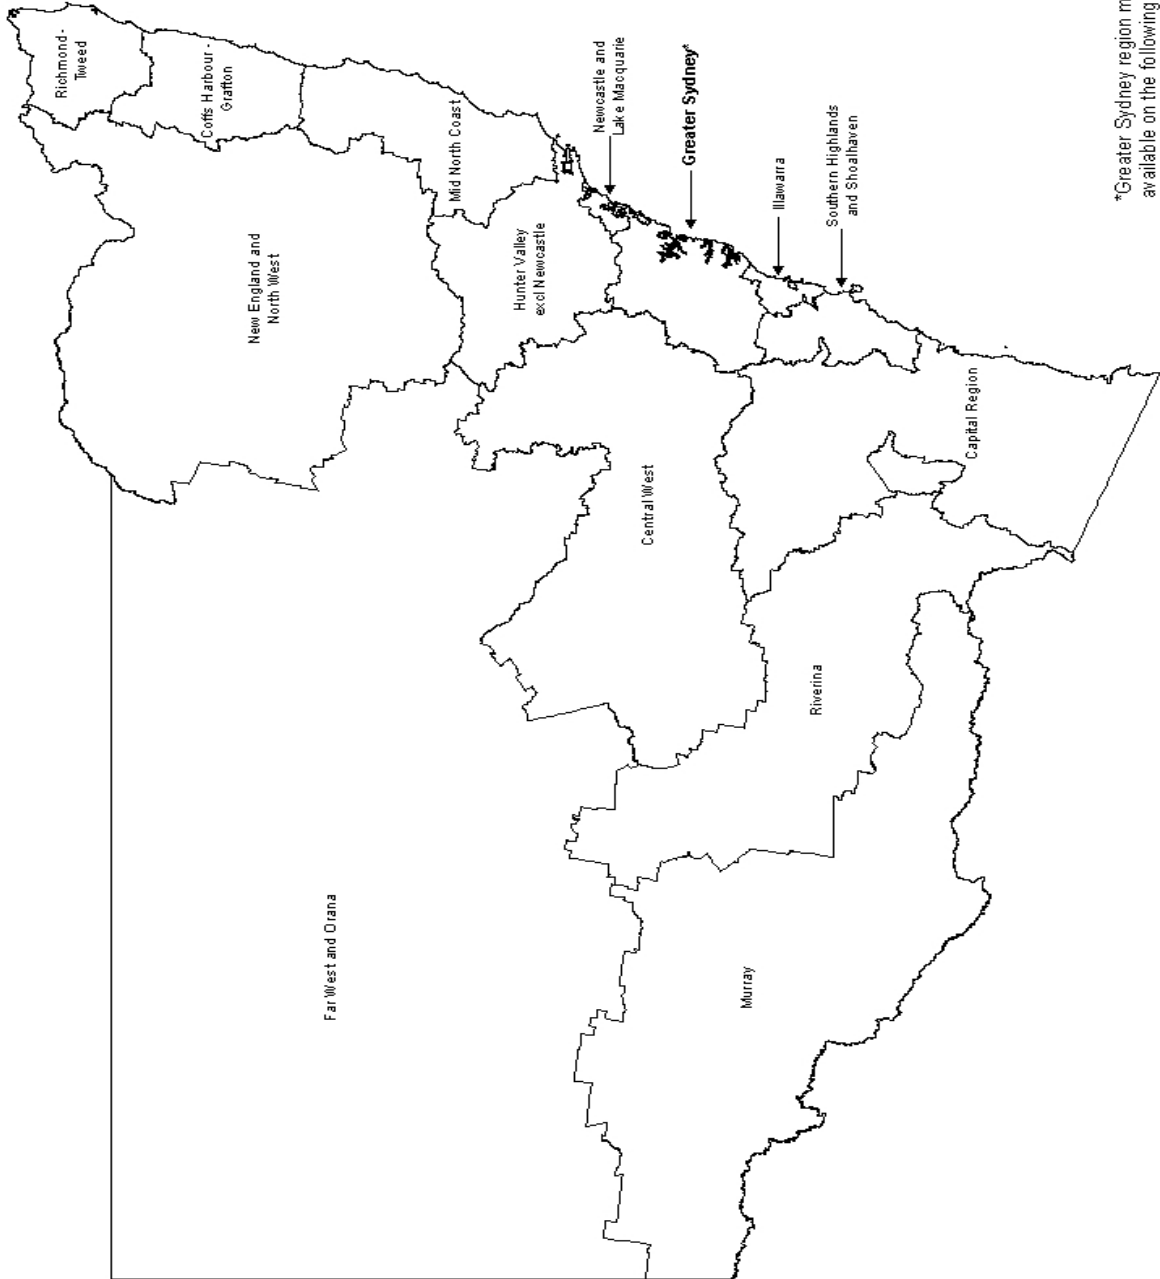 Richmond-
Tweed
Coffs Harbour -
Grafton
Mid North Coast
New England and
North West
Newcastle and
Lake Macquarie
Greater Sydney*
Hunter Valley
excl Newcastle
Illawarra
Southern Highlands
and Shoalhaven
Capital Region
Central West
Riverina
Far West and Orana
Murray
*Greater Sydney region m
available on the following